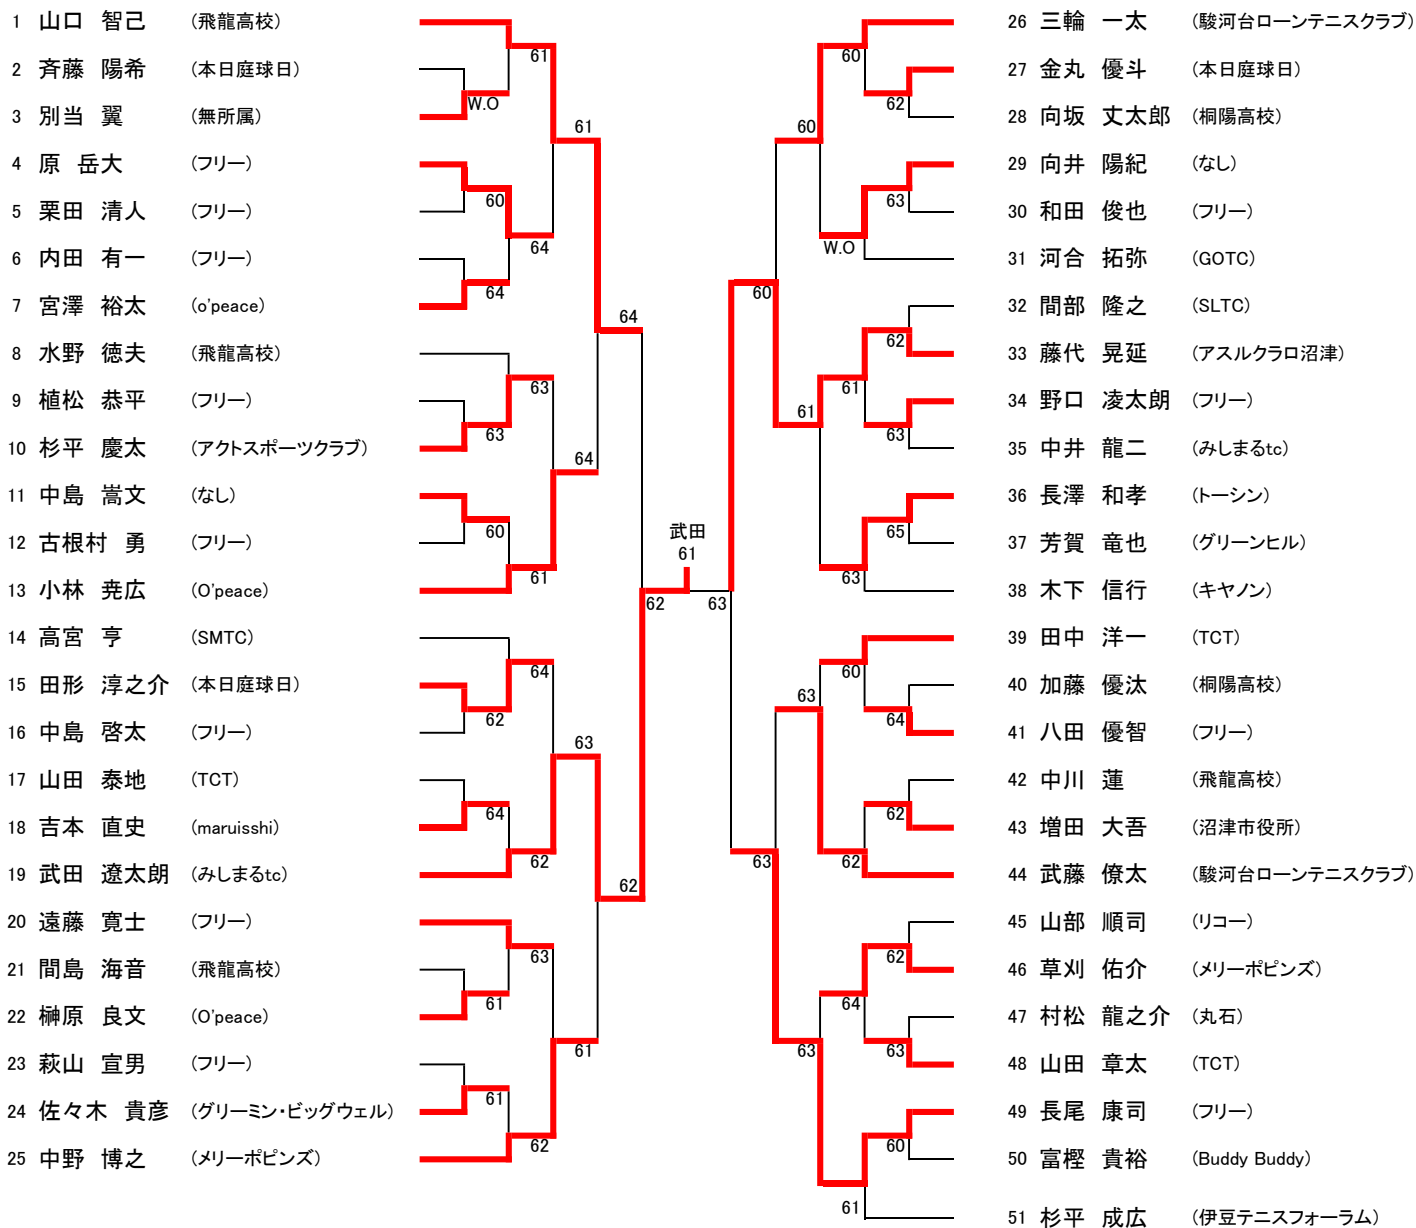 1 山口 智己 (飛龍高校)
2 斉藤 陽希 (本日庭球日)
3 別当 翼 (無所属)
4 原 岳大 (フリー)
5 栗田 清人 (フリー)
6 内田 有一 (フリー)
7 宮澤 裕太 (o'peace)
8 水野 徳夫 (飛龍高校)
9 植松 恭平 (フリー)
10 杉平 慶太 (アクトスポーツクラブ)
11 中島 嵩文 (なし)
12 古根村 勇 (フリー)
13 小林 尭広 (O'peace)
14 高宮 亨 (SMTC)
15 田形 淳之介 (本日庭球日)
16 中島 啓太 (フリー)
17 山田 泰地 (TCT)
18 吉本 直史 (maruisshi)
19 武田 遼太朗 (みしまるtc)
20 遠藤 寛士 (フリー)
21 間島 海音 (飛龍高校)
22 榊原 良文 (O'peace)
23 萩山 宣男 (フリー)
24 佐々木 貴彦 (グリーミン・ビッグウェル)
25 中野 博之 (メリーポピンズ)
W.O
60
64
63
60
62
64
61
61
61
64
63
61
64
62
63
62
61
64
63
61
64
62
62
武田
61
63
60
63
60
63
60
61
63
63
60
W.O
61
63
60
62
64
61
62
63
62
63
65
64
62
62
63
60
26 三輪 一太 (駿河台ローンテニスクラブ)
27 金丸 優斗 (本日庭球日)
28 向坂 丈太郎 (桐陽高校)
29 向井 陽紀 (なし)
30 和田 俊也 (フリー)
31 河合 拓弥 (GOTC)
32 間部 隆之 (SLTC)
33 藤代 晃延 (アスルクラロ沼津)
34 野口 凌太朗 (フリー)
35 中井 龍二 (みしまるtc)
36 長澤 和孝 (トーシン)
37 芳賀 竜也 (グリーンヒル)
38 木下 信行 (キヤノン)
39 田中 洋一 (TCT)
40 加藤 優汰 (桐陽高校)
41 八田 優智 (フリー)
42 中川 蓮 (飛龍高校)
43 増田 大吾 (沼津市役所)
44 武藤 僚太 (駿河台ローンテニスクラブ)
45 山部 順司 (リコー)
46 草刈 佑介 (メリーポピンズ)
47 村松 龍之介 (丸石)
48 山田 章太 (TCT)
49 長尾 康司 (フリー)
50 富樫 貴裕 (Buddy Buddy)
51 杉平 成広 (伊豆テニスフォーラム)